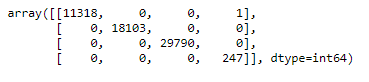 array([[11318,     0,     0,     1],
       [    0, 18103,     0,     0],
       [    0,     0, 29790,     0],
       [    0,     0,     0,   247]], dtype=int64)